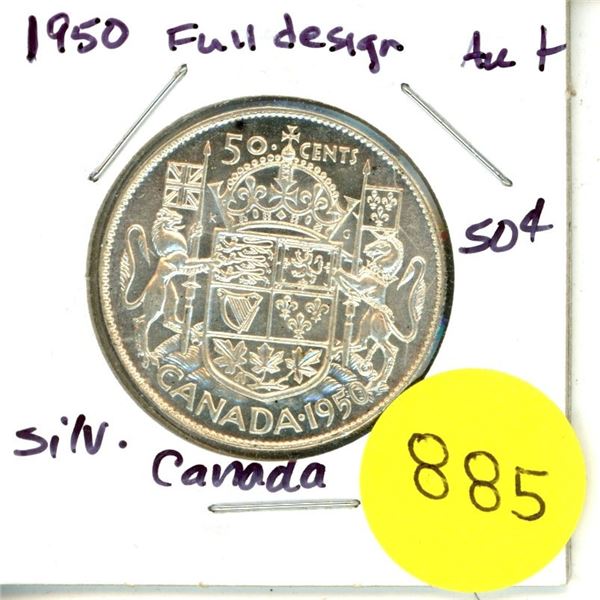 1950 Full design Au+
50. CENTS
K G
50¢
CANADA·1950
Silv. Canada
885